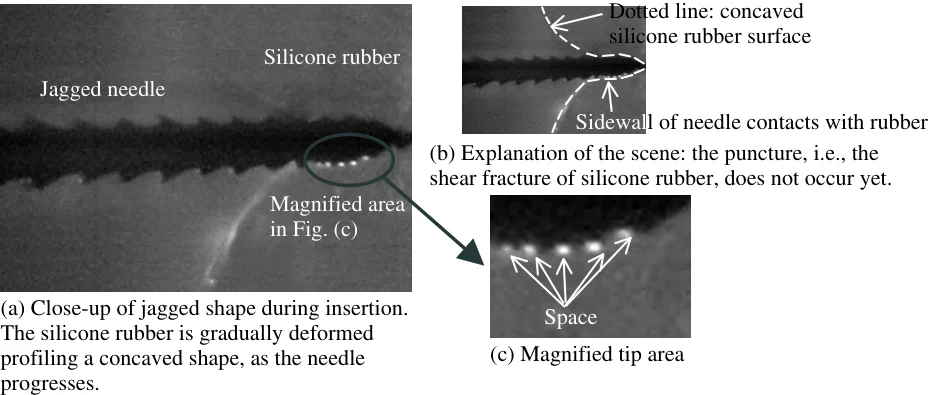 Silicone rubber
Jagged needle
Magnified area
in Fig. (c)
(a) Close-up of jagged shape during insertion.
The silicone rubber is gradually deformed
profiling a concaved shape, as the needle
progresses.
Dotted line: concaved
silicone rubber surface
Sidewall of needle contacts with rubber
(b) Explanation of the scene: the puncture, i.e., the
shear fracture of silicone rubber, does not occur yet.
Space
(c) Magnified tip area